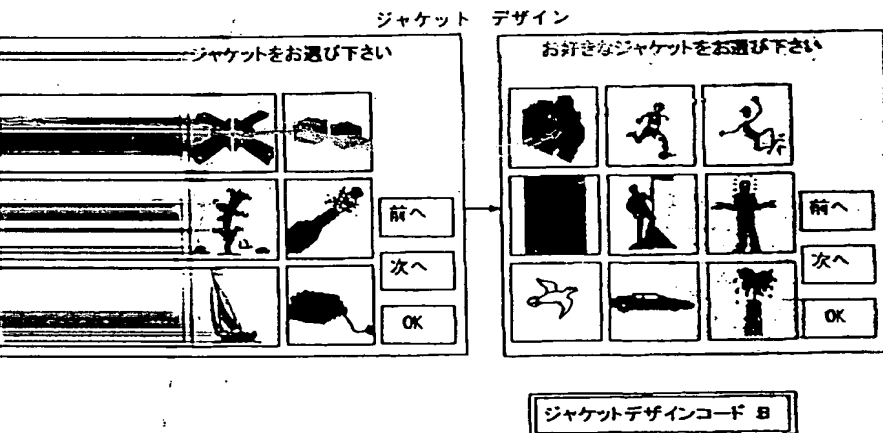 ジャケット デザイン
ジャケットをお選び下さい
前へ
次へ
OK
お好きなジャケットをお選び下さい
前へ
次へ
OK
ジャケットデザインコード B